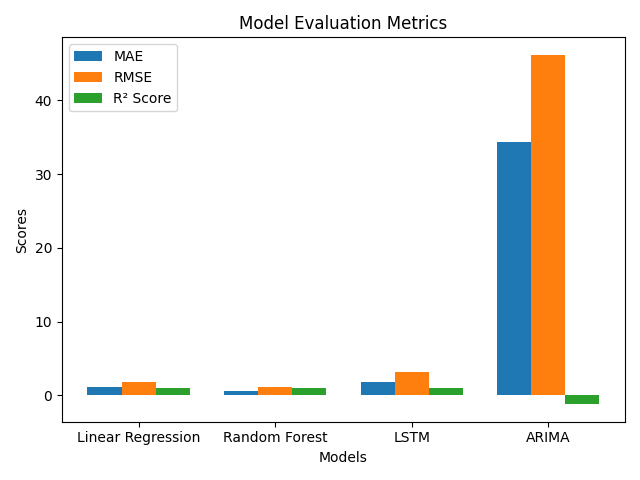 Model Evaluation Metrics
MAE
RMSE
R² Score
Scores
40
30
20
10
0
Linear Regression
Random Forest
LSTM
ARIMA
Models